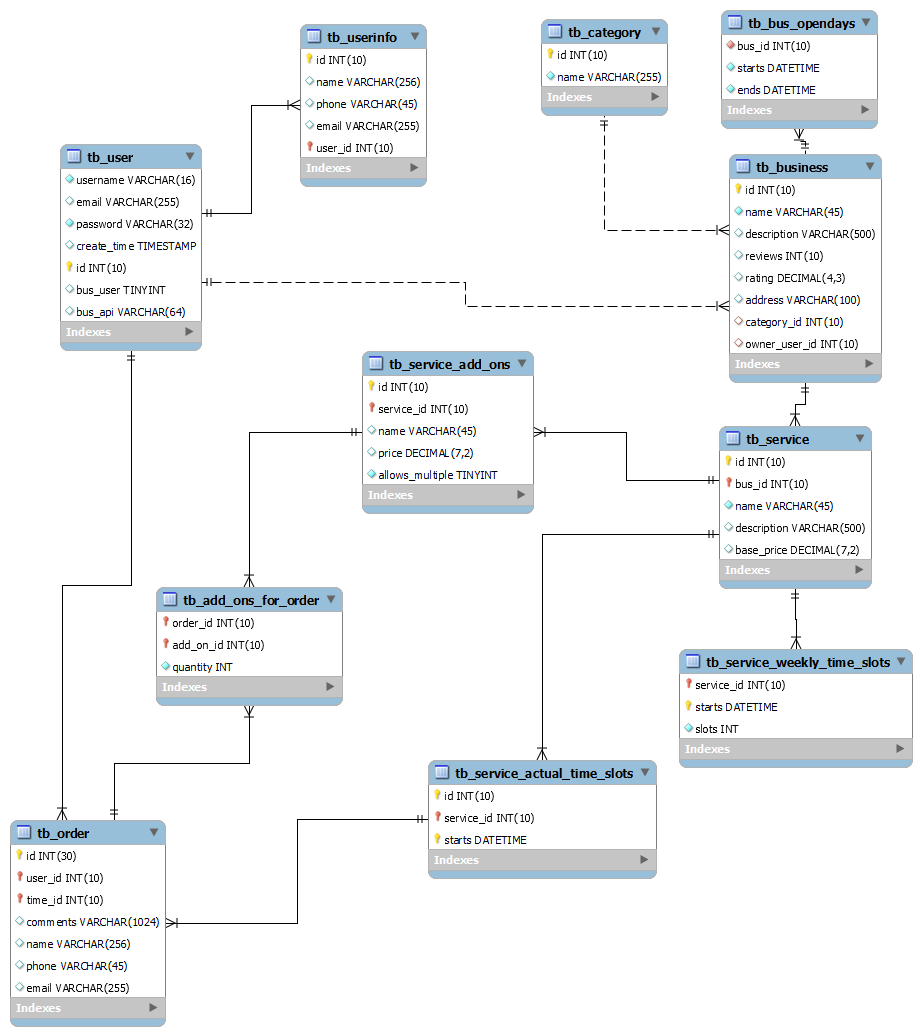 tb_userinfo
id INT(10)
name VARCHAR(256)
phone VARCHAR(45)
email VARCHAR(255)
user_id INT(10)
Indexes
tb_category
id INT(10)
name VARCHAR(255)
Indexes
tb_bus_opendays
bus_id INT(10)
starts DATETIME
ends DATETIME
Indexes
tb_user
username VARCHAR(16)
email VARCHAR(255)
password VARCHAR(32)
create_time TIMESTAMP
id INT(10)
bus_user TINYINT
bus_api VARCHAR(64)
Indexes
tb_business
id INT(10)
name VARCHAR(45)
description VARCHAR(500)
reviews INT(10)
rating DECIMAL(4,3)
address VARCHAR(100)
category_id INT(10)
owner_user_id INT(10)
Indexes
tb_service_add_ons
id INT(10)
service_id INT(10)
name VARCHAR(45)
price DECIMAL(7,2)
allows_multiple TINYINT
Indexes
tb_service
id INT(10)
bus_id INT(10)
name VARCHAR(45)
description VARCHAR(500)
base_price DECIMAL(7,2)
Indexes
tb_add_ons_for_order
order_id INT(10)
add_on_id INT(10)
quantity INT
Indexes
tb_service_weekly_time_slots
service_id INT(10)
starts DATETIME
slots INT
Indexes
tb_service_actual_time_slots
id INT(10)
service_id INT(10)
starts DATETIME
Indexes
tb_order
id INT(30)
user_id INT(10)
time_id INT(10)
comments VARCHAR(1024)
name VARCHAR(256)
phone VARCHAR(45)
email VARCHAR(255)
Indexes